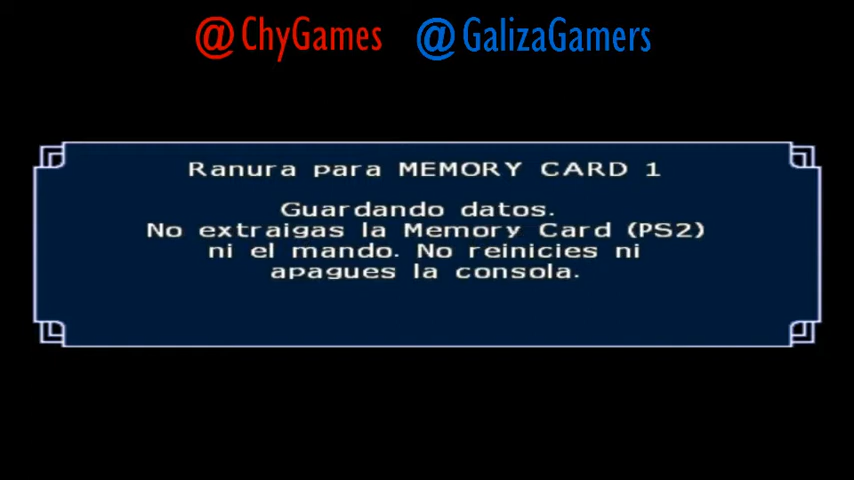 @ChyGames @GalizaGamers
Ranura para MEMORY CARD 1
Guardando datos.
No extraigas la Memory Card (PS2)
ni el mando. No reinicies ni
apagues la consola.